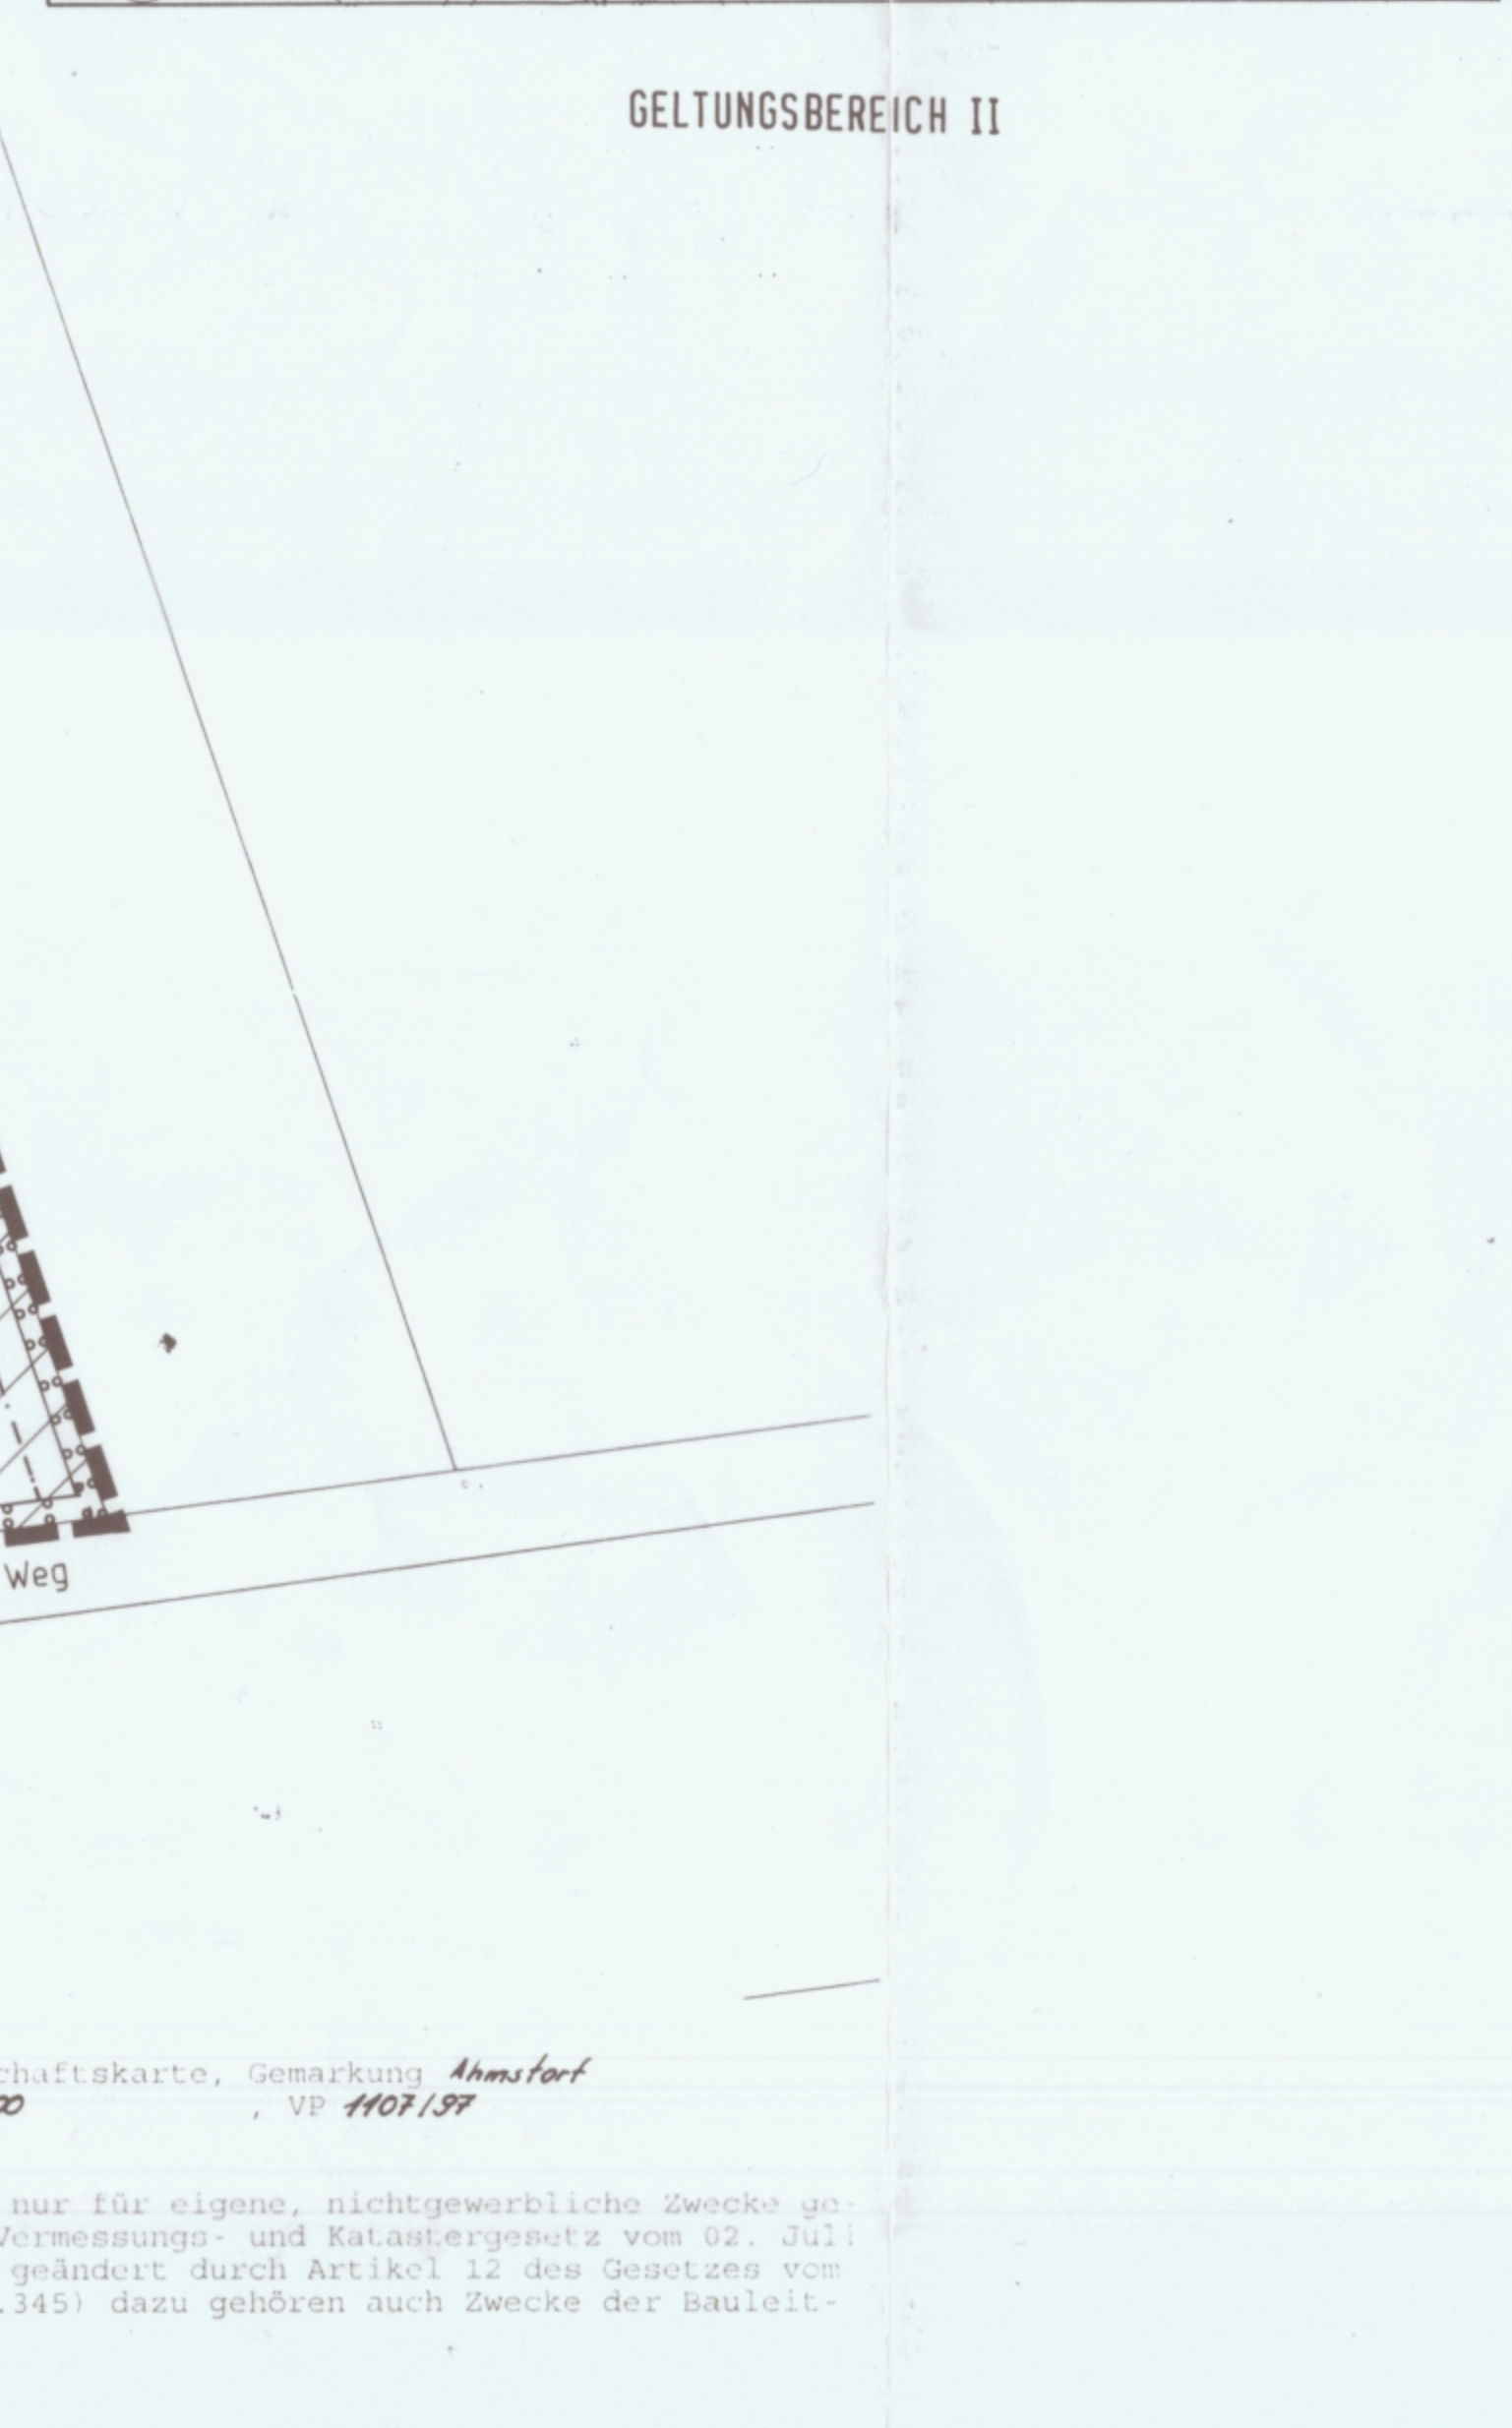 GELTUNGSBEREICH II
Weg
chaftskarte, Gemarkung Ahmstorf
00 , VP 1107/97
nur für eigene, nichtgewerbliche Zwecke ge-
Vermessungs- und Katastergesetz vom 02. Juli
geändert durch Artikel 12 des Gesetzes vom
.345) dazu gehören auch Zwecke der Bauleit-